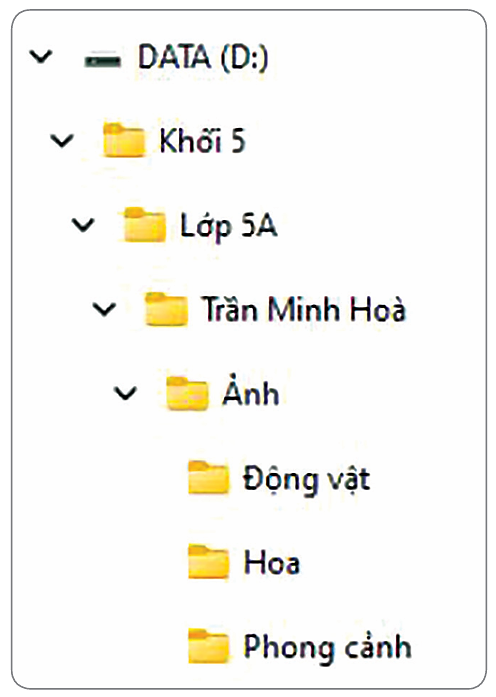 DATA (D:)
Khối 5
Lớp 5A
Trần Minh Hoà
Ảnh
Động vật
Hoa
Phong cảnh